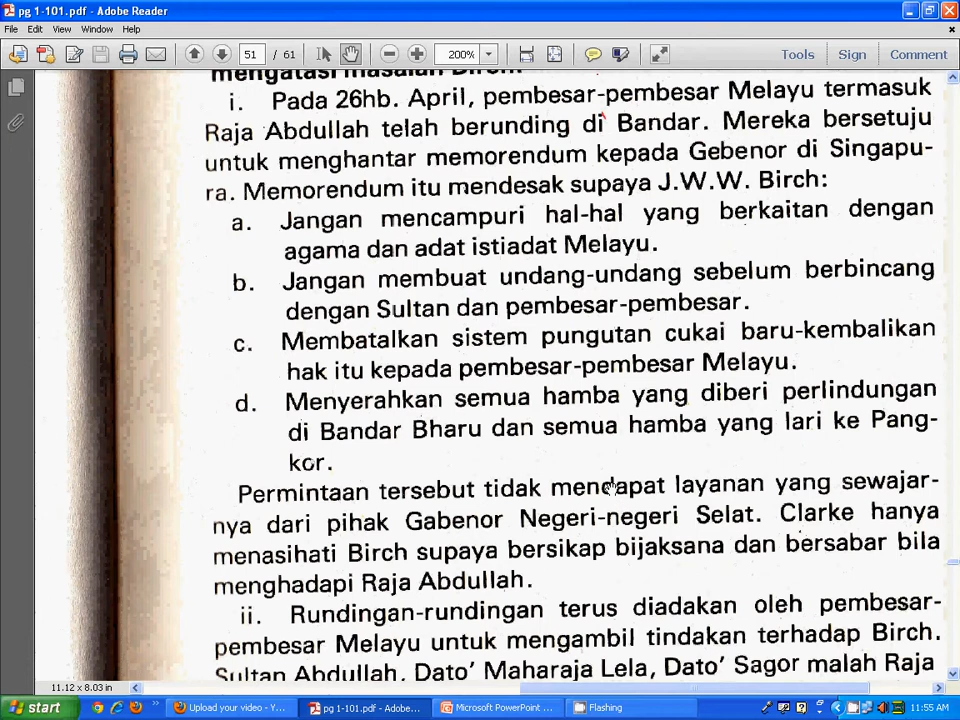 pg 1-101.pdf - Adobe Reader
File Edit View Window Help
51 / 61 200% Tools Sign Comment
mengatasi masalah Birch:
i. Pada 26hb. April, pembesar-pembesar Melayu termasuk
Raja Abdullah telah berunding di Bandar. Mereka bersetuju
untuk menghantar memorendum kepada Gebenor di Singapu-
ra. Memorendum itu mendesak supaya J.W.W. Birch:
a. Jangan mencampuri hal-hal yang berkaitan dengan
agama dan adat istiadat Melayu.
b. Jangan membuat undang-undang sebelum berbincang
dengan Sultan dan pembesar-pembesar.
c. Membatalkan sistem pungutan cukai baru-kembalikan
hak itu kepada pembesar-pembesar Melayu.
d. Menyerahkan semua hamba yang diberi perlindungan
di Bandar Bharu dan semua hamba yang lari ke Pang-
kor.
Permintaan tersebut tidak mendapat layanan yang sewajar-
nya dari pihak Gabenor Negeri-negeri Selat. Clarke hanya
menasihati Birch supaya bersikap bijaksana dan bersabar bila
menghadapi Raja Abdullah.
ii. Rundingan-rundingan terus diadakan oleh pembesar-
pembesar Melayu untuk mengambil tindakan terhadap Birch.
Sultan Abdullah, Dato' Maharaja Lela, Dato' Sagor malah Raja
11.12 x 8.03 in
start Upload your video - Y... pg 1-101.pdf - Adobe... Microsoft PowerPoint ... Flashing 11:55 AM